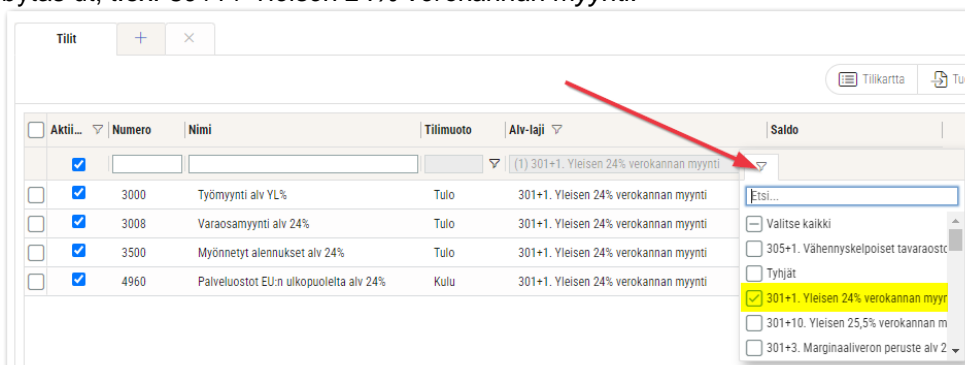 Tilit + ×
Tilikartta
Aktii... Numero Nimi Tilimuoto Alv-laji Saldo
(1) 301+1. Yleisen 24% verokannan myynti
3000 Työmyynti alv YL% Tulo 301+1. Yleisen 24% verokannan myynti
3008 Varaosamyynti alv 24% Tulo 301+1. Yleisen 24% verokannan myynti
3500 Myönnetyt alennukset alv 24% Tulo 301+1. Yleisen 24% verokannan myynti
4960 Palveluostot EU:n ulkopuolelta alv 24% Kulu 301+1. Yleisen 24% verokannan myynti
Etsi...
Valitse kaikki
305+1. Vähennyskelpoiset tavaraosto
Tyhjät
301+1. Yleisen 24% verokannan myyn
301+10. Yleisen 25,5% verokannan m
301+3. Marginaaliveron peruste alv 2